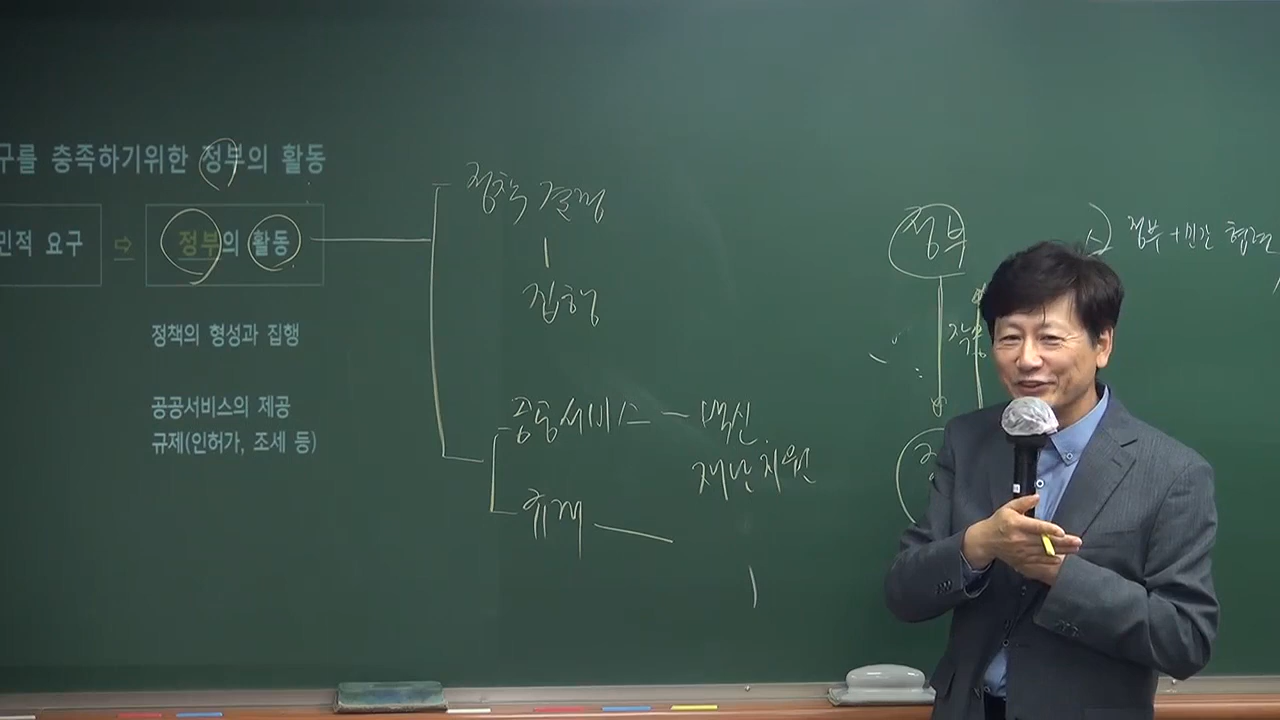 구를 충족하기위한 정부의 활동
민적 요구 ⇨ 정부의 활동
정책의 형성과 집행
공공서비스의 제공
규제(인허가, 조세 등)
정책 결정
집행
공공서비스 — 백신
재난지원
규제
정부
정부 + 민간 협력
작용